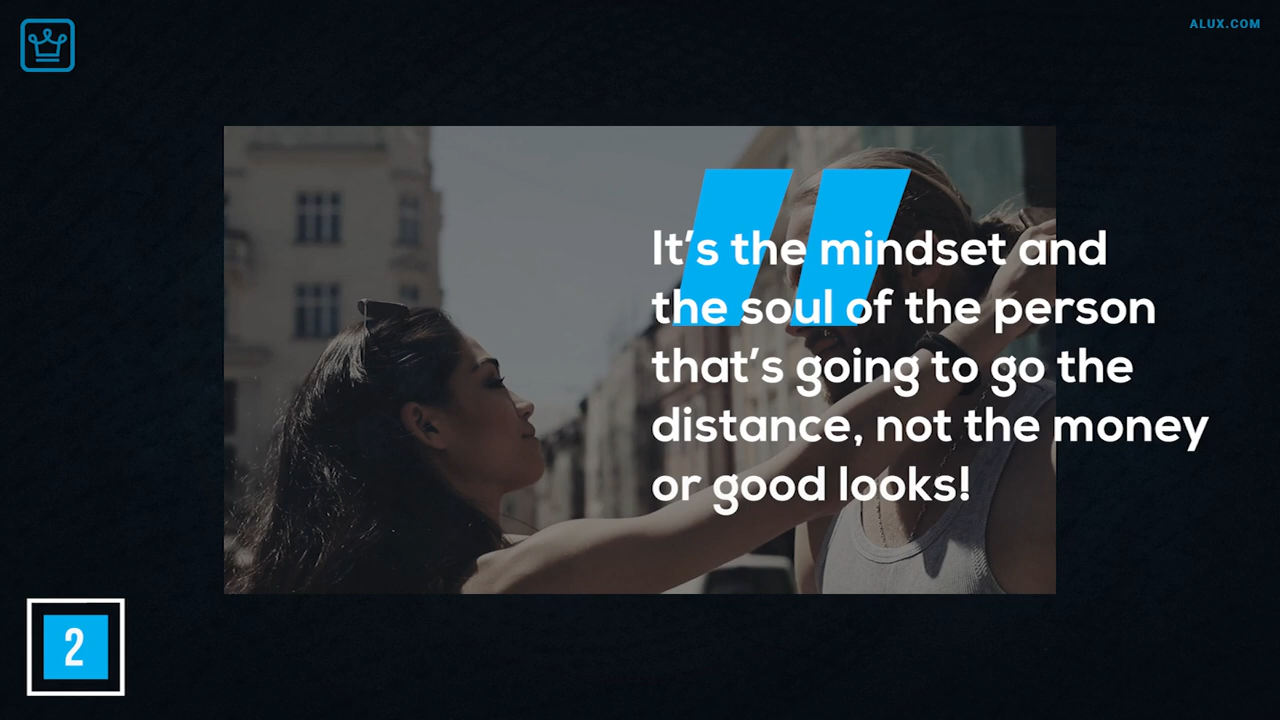 ALUX.COM
It's the mindset and
the soul of the person
that's going to go the
distance, not the money
or good looks!
2